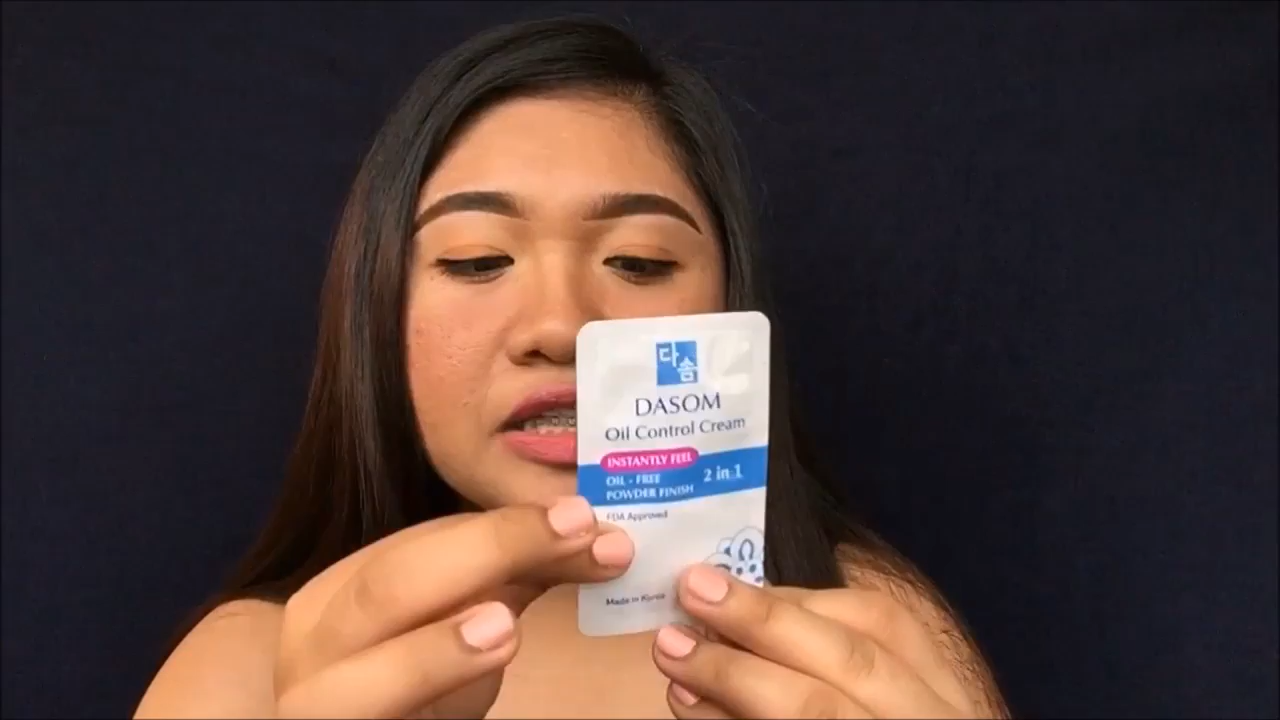 다솜
DASOM
Oil Control Cream
INSTANTLY FEEL
OIL - FREE
POWDER FINISH
2 in 1
FDA Approved
Made in Korea